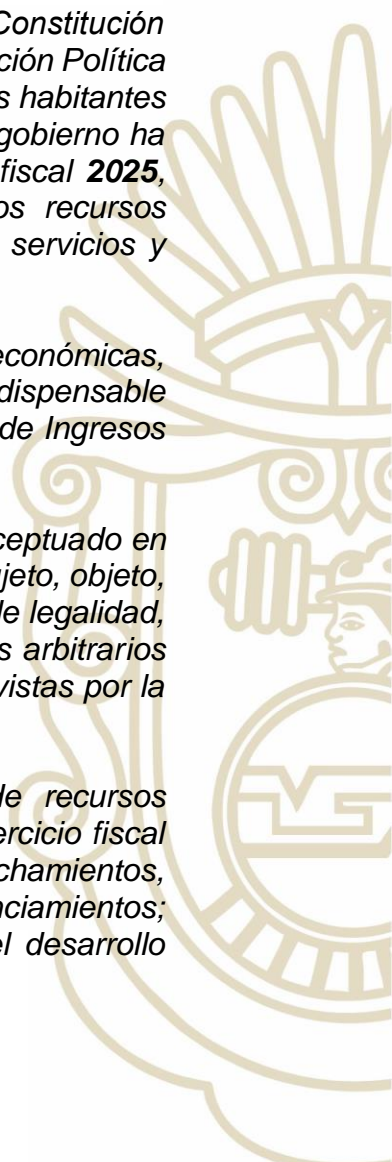 Constitución
ción Política
s habitantes
gobierno ha
fiscal 2025,
os recursos
servicios y
económicas,
dispensable
de Ingresos
ceptuado en
jeto, objeto,
de legalidad,
s arbitrarios
vistas por la
de recursos
ercicio fiscal
chamientos,
nciamientos;
el desarrollo